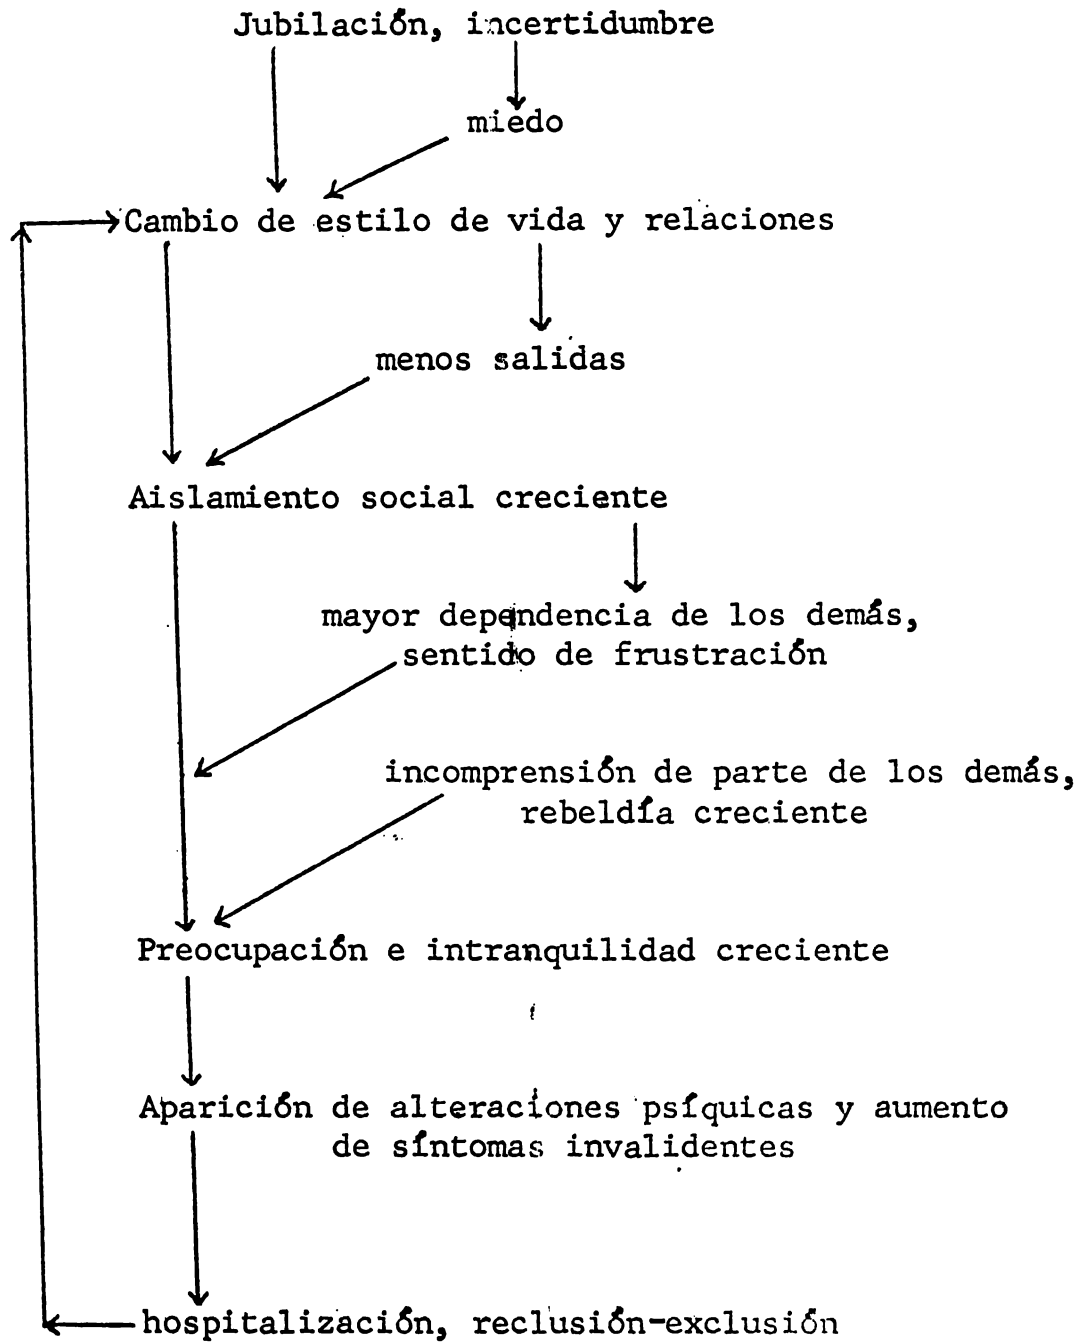 Jubilación, incertidumbre
miedo
Cambio de estilo de vida y relaciones
menos salidas
Aislamiento social creciente
mayor dependencia de los demás,
sentido de frustración
incomprensión de parte de los demás,
rebeldía creciente
Preocupación e intranquilidad creciente
Aparición de alteraciones psíquicas y aumento
de síntomas invalidentes
hospitalización, reclusión-exclusión